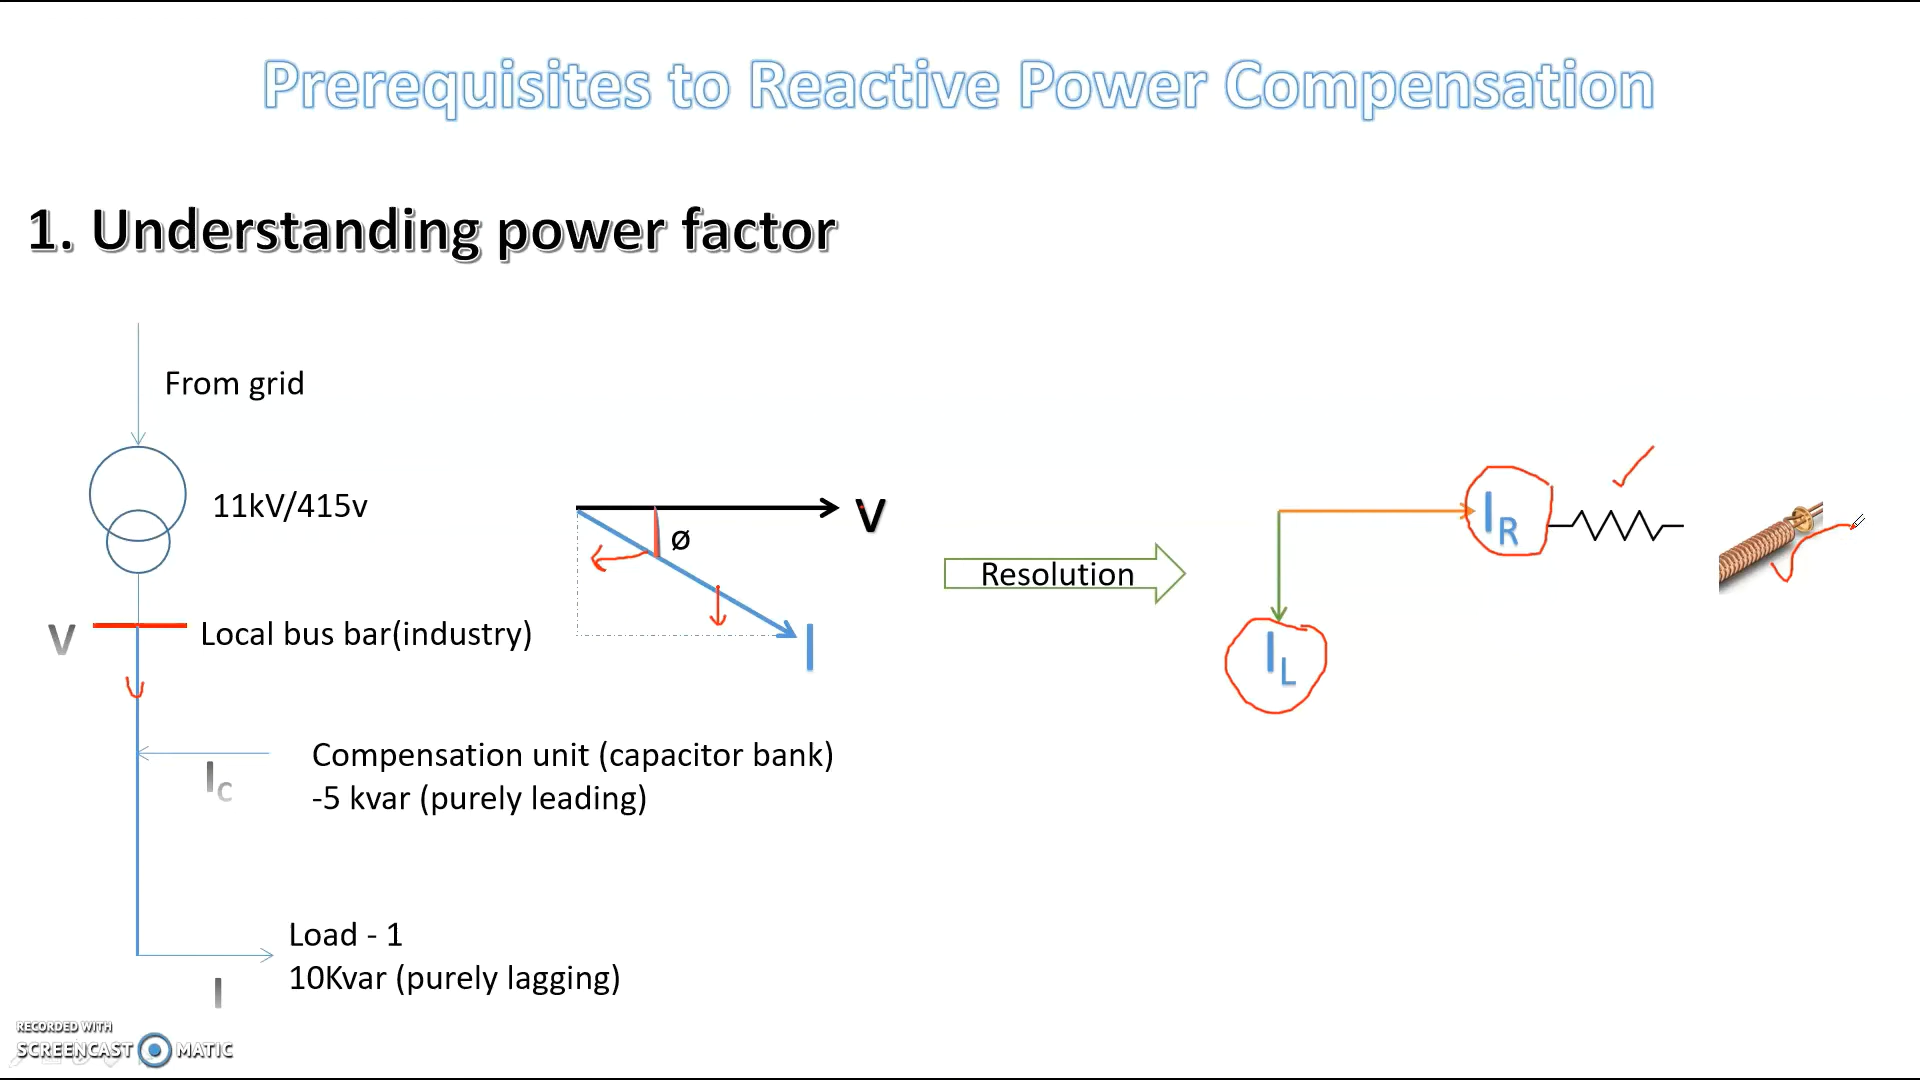 Prerequisites to Reactive Power Compensation
1. Understanding power factor
From grid
11kV/415v
V
Local bus bar(industry)
V
Ø
I
Resolution
IR
IL
IC
Compensation unit (capacitor bank)
-5 kvar (purely leading)
Load - 1
10Kvar (purely lagging)
I
RECORDED WITH
SCREENCAST MATIC